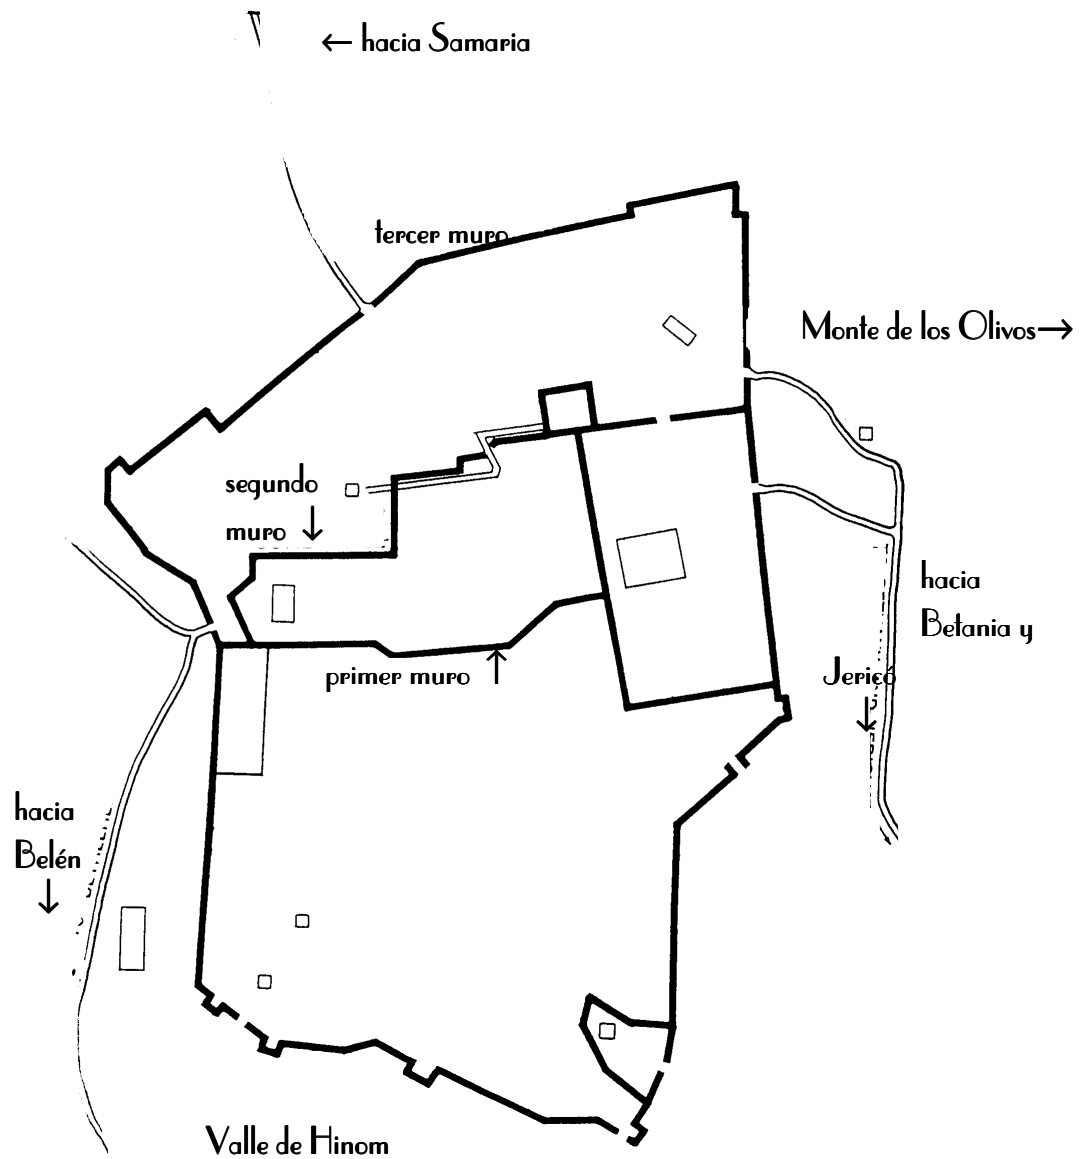 ← hacia Samaria
tercer muro
Monte de los Olivos→
segundo
muro ↓
hacia
Betania y
Jericó
↓
primer muro ↑
hacia
Belén
↓
Valle de Hinom